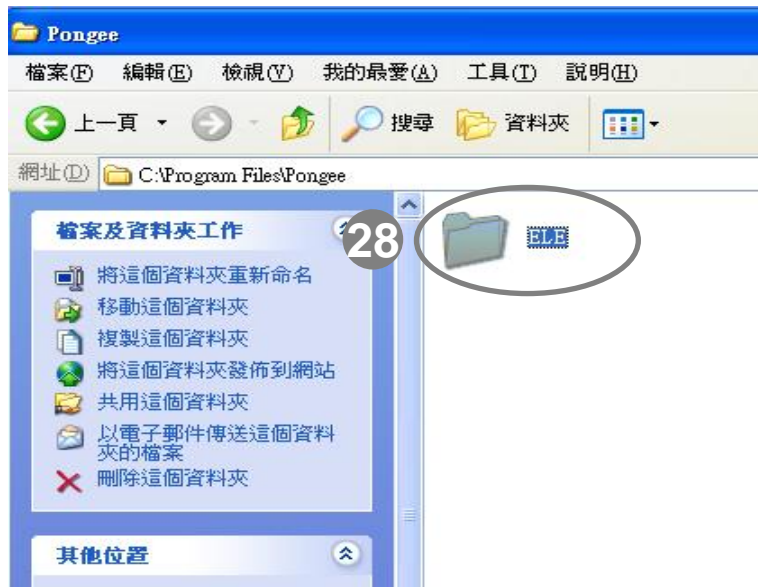 Pongee
檔案(F) 編輯(E) 檢視(V) 我的最愛(A) 工具(T) 說明(H)
上一頁 搜尋 資料夾
網址(D) C:\Program Files\Pongee
檔案及資料夾工作
28
ELE
將這個資料夾重新命名
移動這個資料夾
複製這個資料夾
將這個資料夾發佈到網站
共用這個資料夾
以電子郵件傳送這個資料
夾的檔案
刪除這個資料夾
其他位置